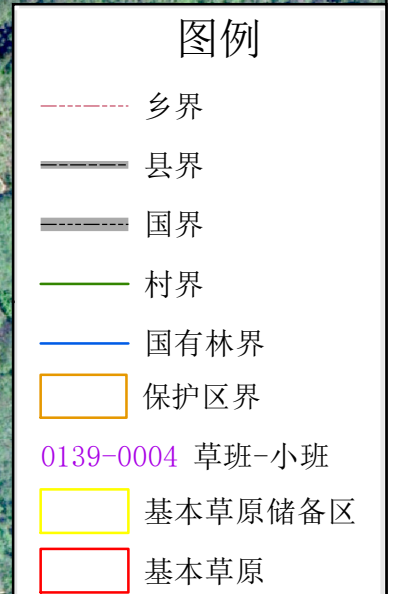 图例
乡界
县界
国界
村界
国有林界
保护区界
0139-0004 草班-小班
基本草原储备区
基本草原